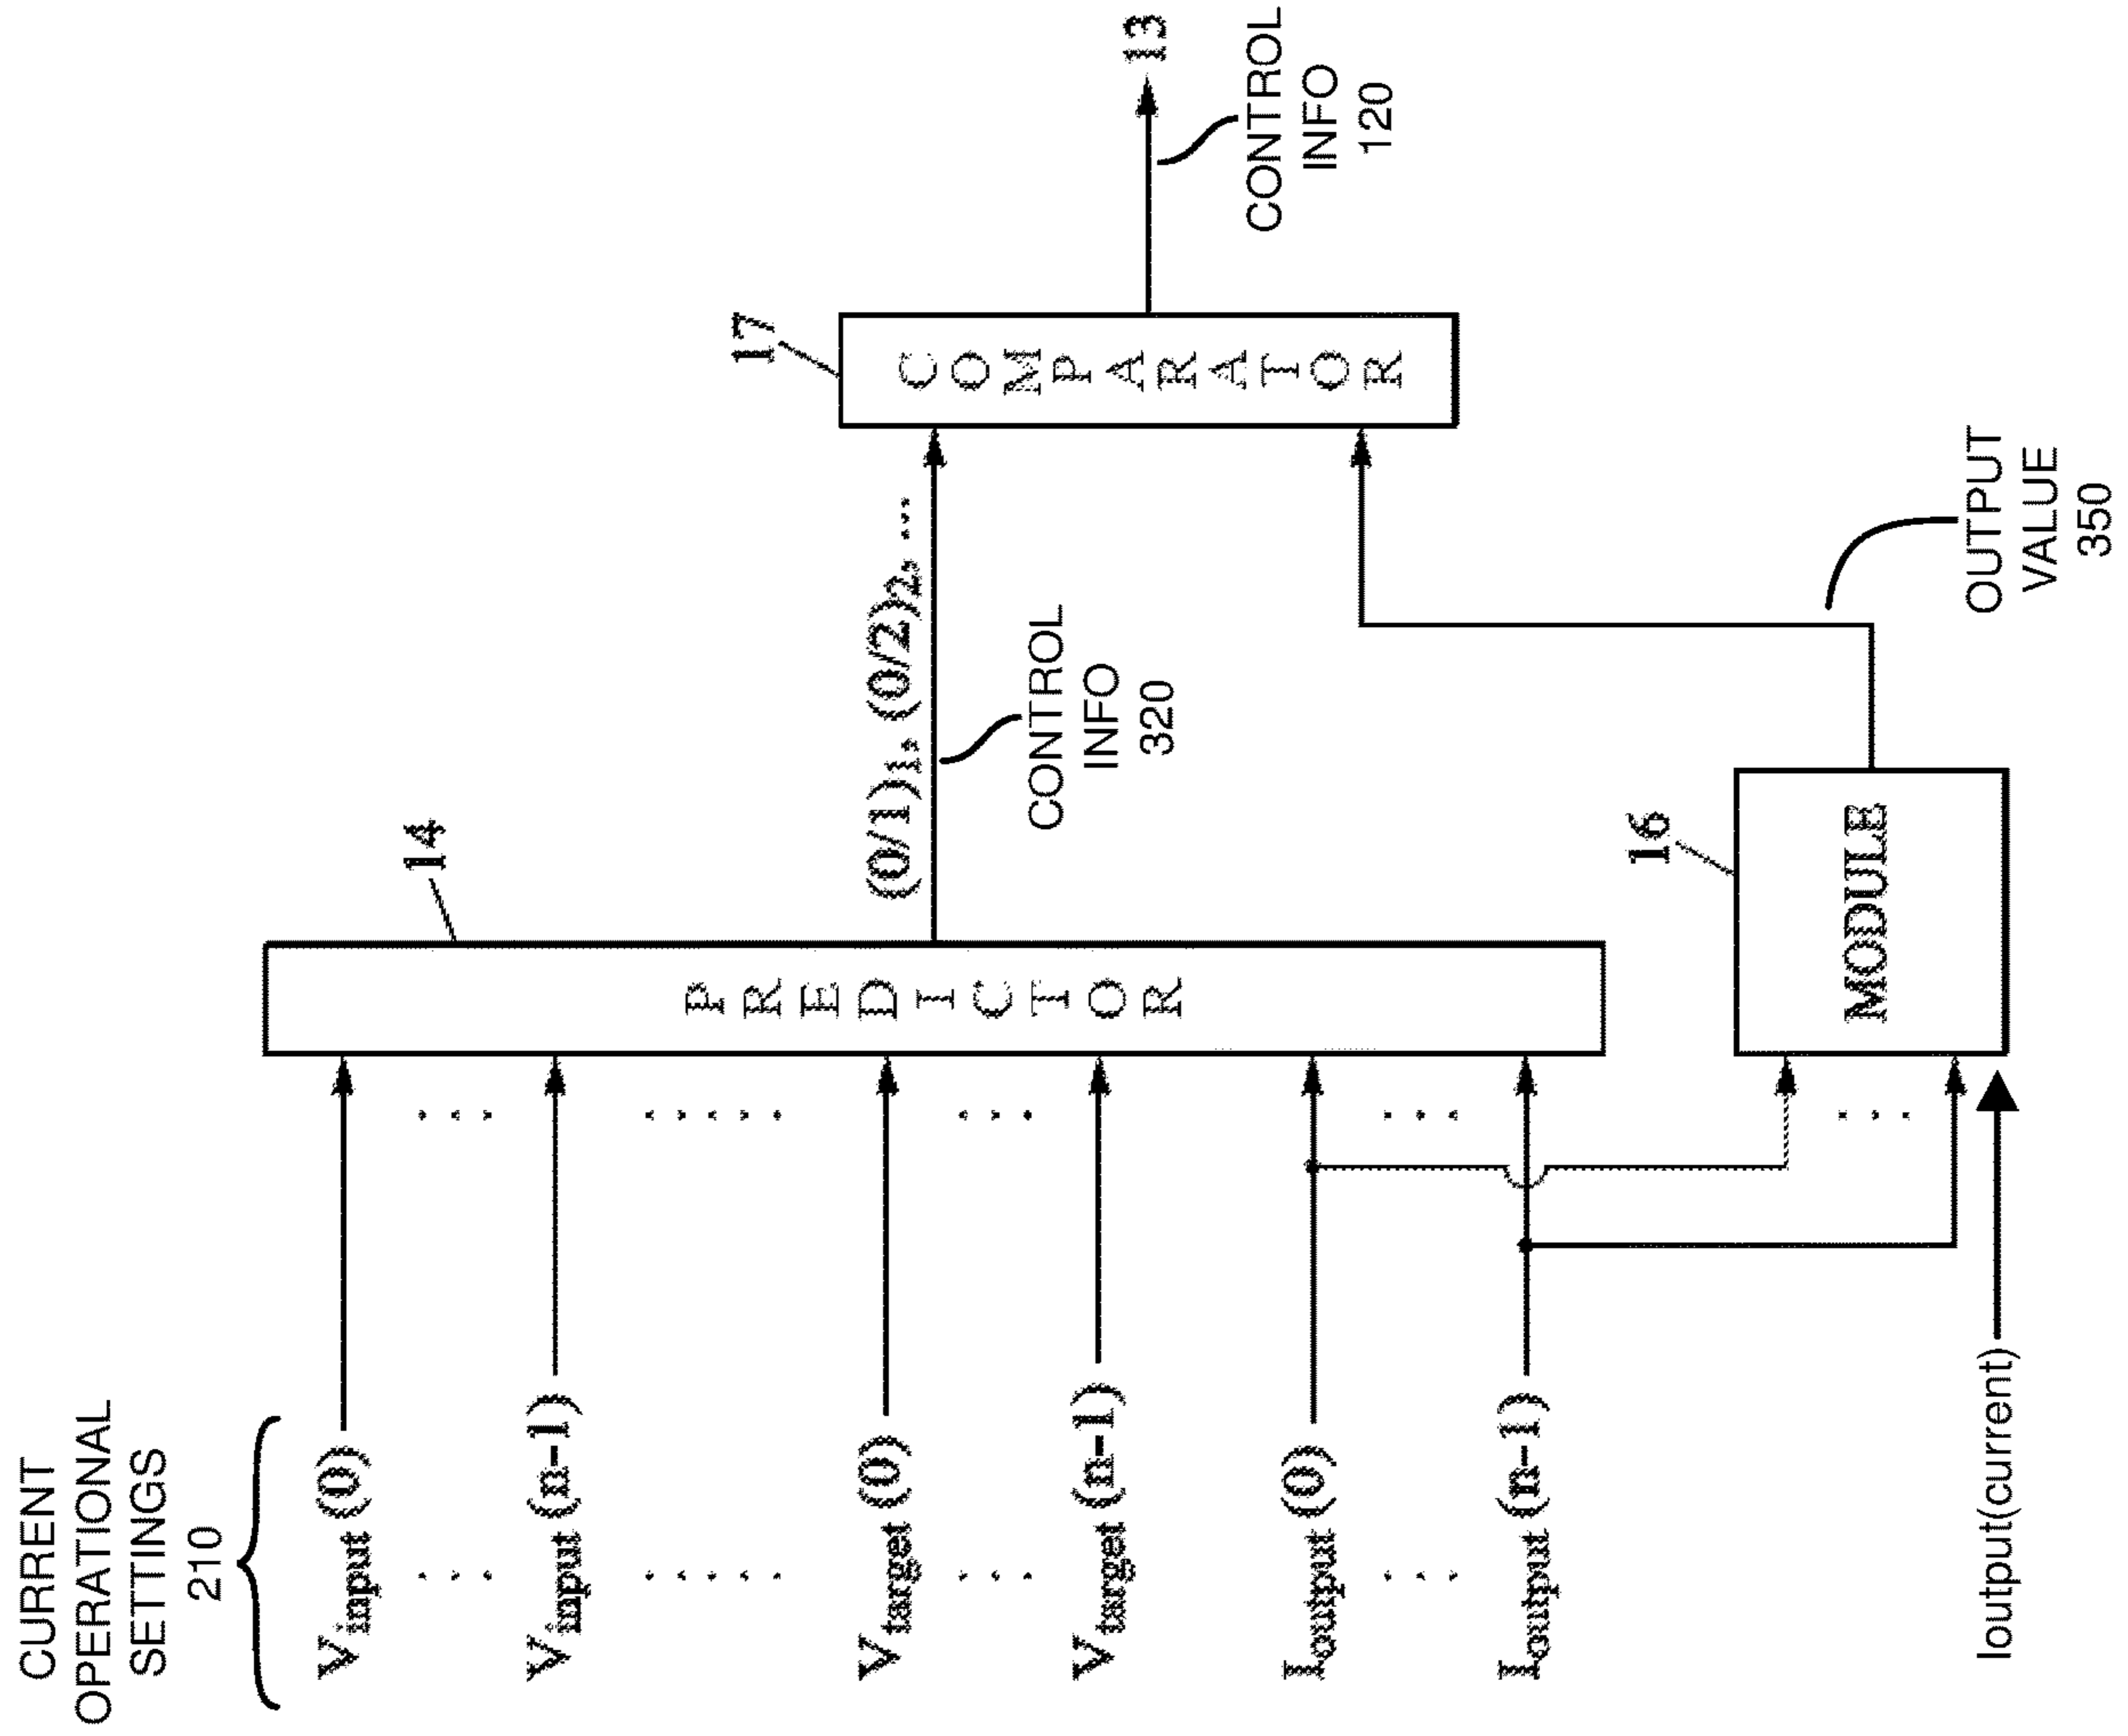 CURRENT
OPERATIONAL
SETTINGS
210
Vinput (0)
Vinput (n-1)
Vtarget (0)
Vtarget (n-1)
Ioutput (0)
Ioutput (n-1)
Ioutput(current)
14
PREDICTOR
16
MODULE
(0/1)1, (0/2)2, ...
CONTROL
INFO
320
OUTPUT
VALUE
350
17
COMPARATOR
13
CONTROL
INFO
120